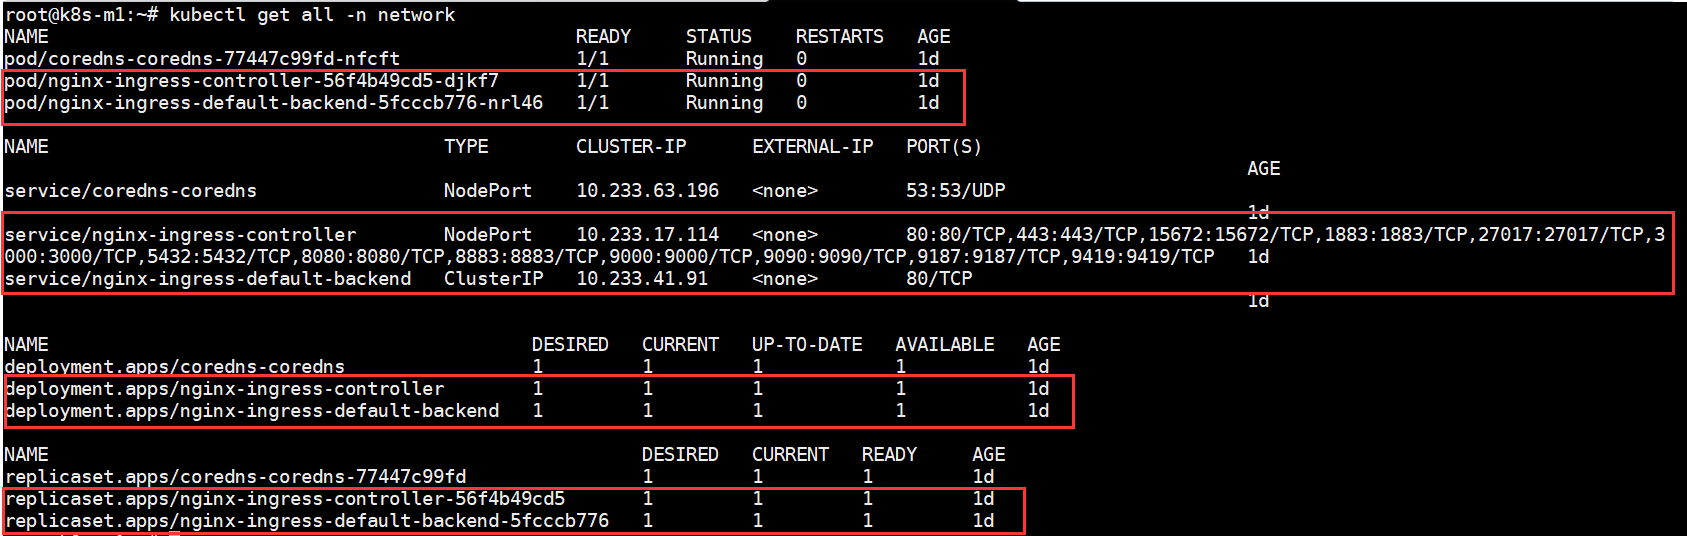 root@k8s-m1:~# kubectl get all -n network
NAME READY STATUS RESTARTS AGE
pod/coredns-coredns-77447c99fd-nfcft 1/1 Running 0 1d
pod/nginx-ingress-controller-56f4b49cd5-djkf7 1/1 Running 0 1d
pod/nginx-ingress-default-backend-5fcccb776-nrl46 1/1 Running 0 1d
NAME TYPE CLUSTER-IP EXTERNAL-IP PORT(S)
AGE
service/coredns-coredns NodePort 10.233.63.196 <none> 53:53/UDP
1d
service/nginx-ingress-controller NodePort 10.233.17.114 <none> 80:80/TCP,443:443/TCP,15672:15672/TCP,1883:1883/TCP,27017:27017/TCP,3
000:3000/TCP,5432:5432/TCP,8080:8080/TCP,8883:8883/TCP,9000:9000/TCP,9090:9090/TCP,9187:9187/TCP,9419:9419/TCP 1d
service/nginx-ingress-default-backend ClusterIP 10.233.41.91 <none> 80/TCP
1d
NAME DESIRED CURRENT UP-TO-DATE AVAILABLE AGE
deployment.apps/coredns-coredns 1 1 1 1 1d
deployment.apps/nginx-ingress-controller 1 1 1 1 1d
deployment.apps/nginx-ingress-default-backend 1 1 1 1 1d
NAME DESIRED CURRENT READY AGE
replicaset.apps/coredns-coredns-77447c99fd 1 1 1 1d
replicaset.apps/nginx-ingress-controller-56f4b49cd5 1 1 1 1d
replicaset.apps/nginx-ingress-default-backend-5fcccb776 1 1 1 1d